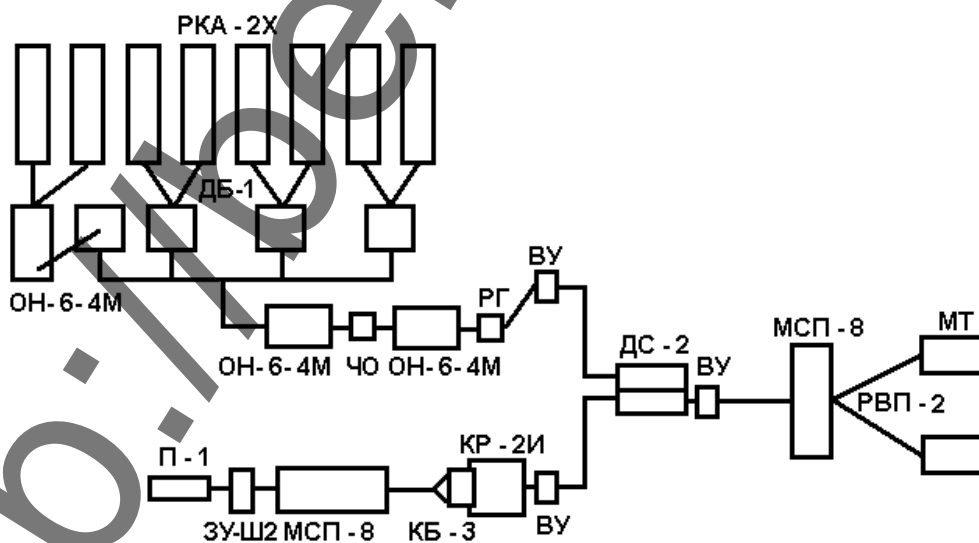 РКА - 2Х
ДБ-1
ОН- 6- 4М
ВУ
РГ
ОН- 6- 4М
ЧО
ОН- 6- 4М
ДС - 2
ВУ
МСП - 8
МТ
РВП - 2
П - 1
КР - 2И
ЗУ-Ш2
МСП - 8
КБ - 3
ВУ